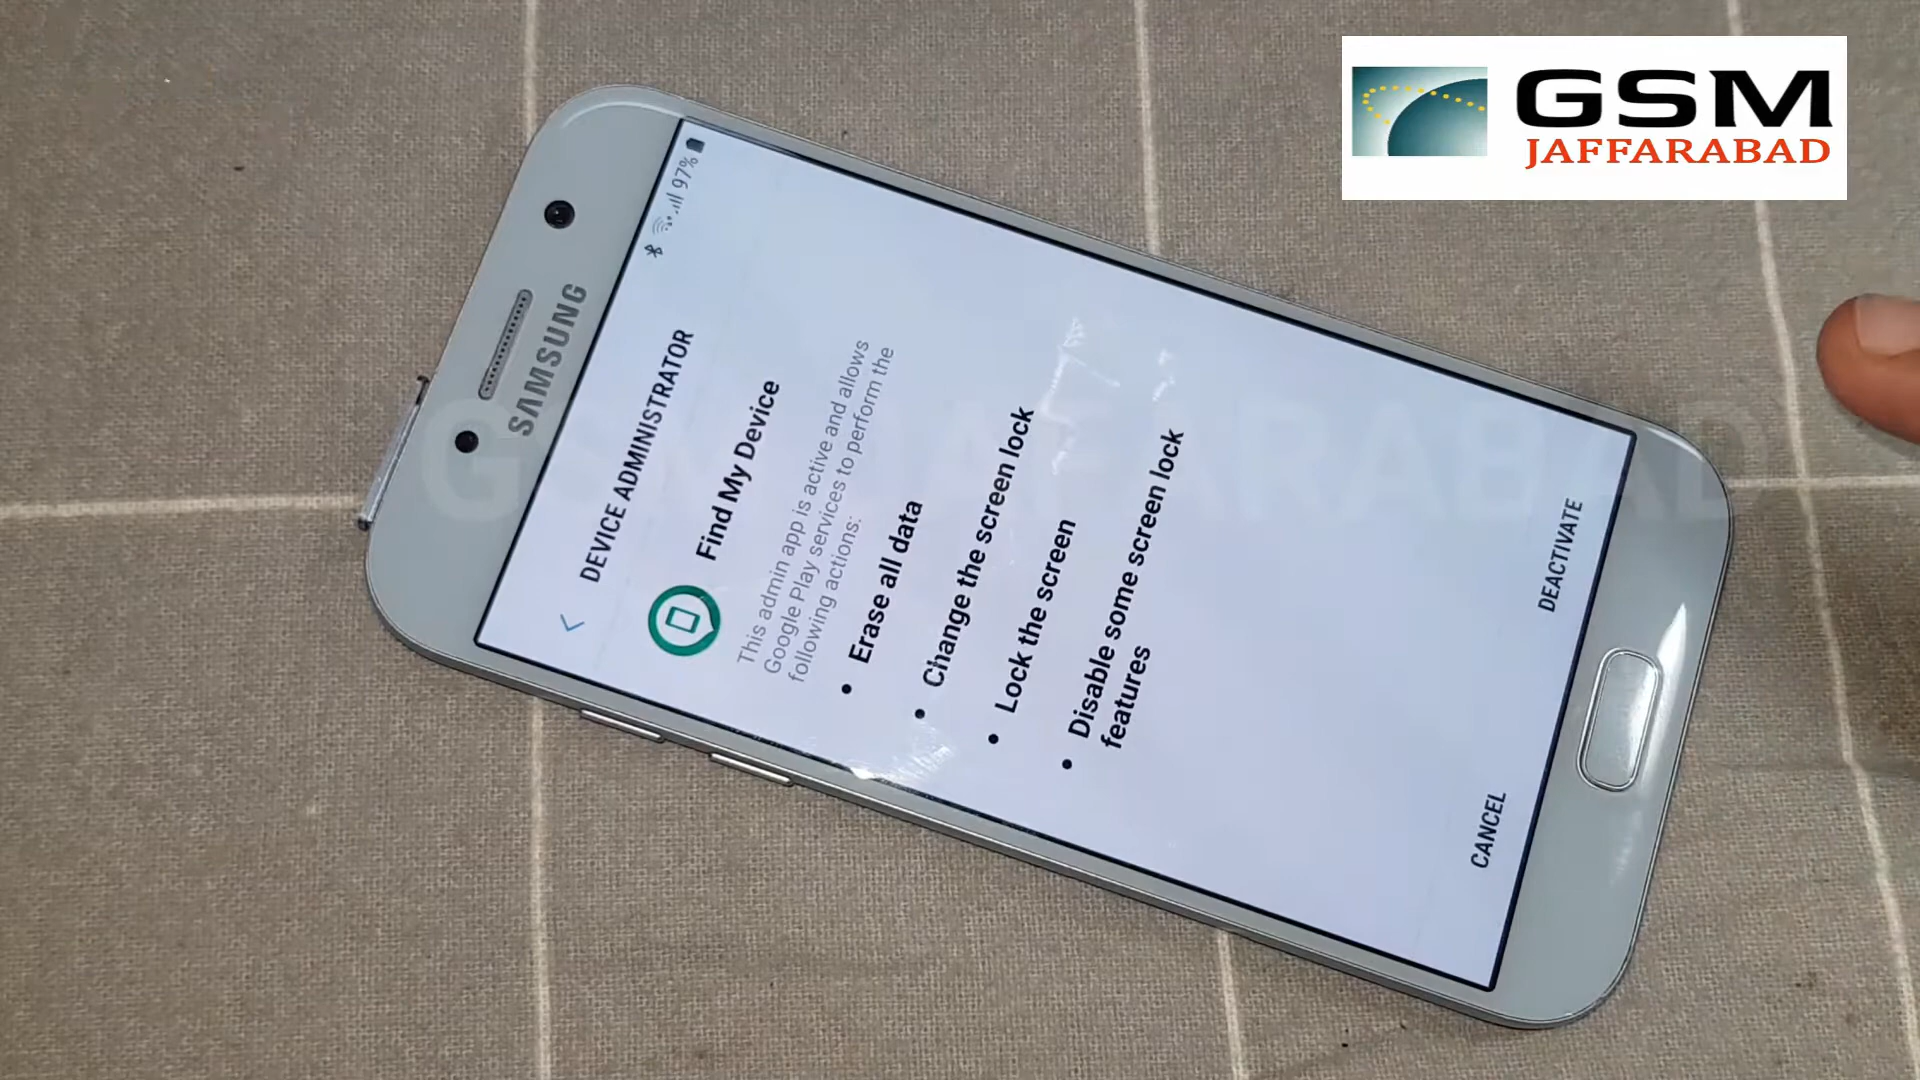 GSM
JAFFARABAD
SAMSUNG
97%
DEVICE ADMINISTRATOR
Find My Device
This admin app is active and allows
Google Play services to perform the
following actions:
• Erase all data
• Change the screen lock
• Lock the screen
• Disable some screen lock
features
CANCEL
DEACTIVATE
GSM JAFFARABAD